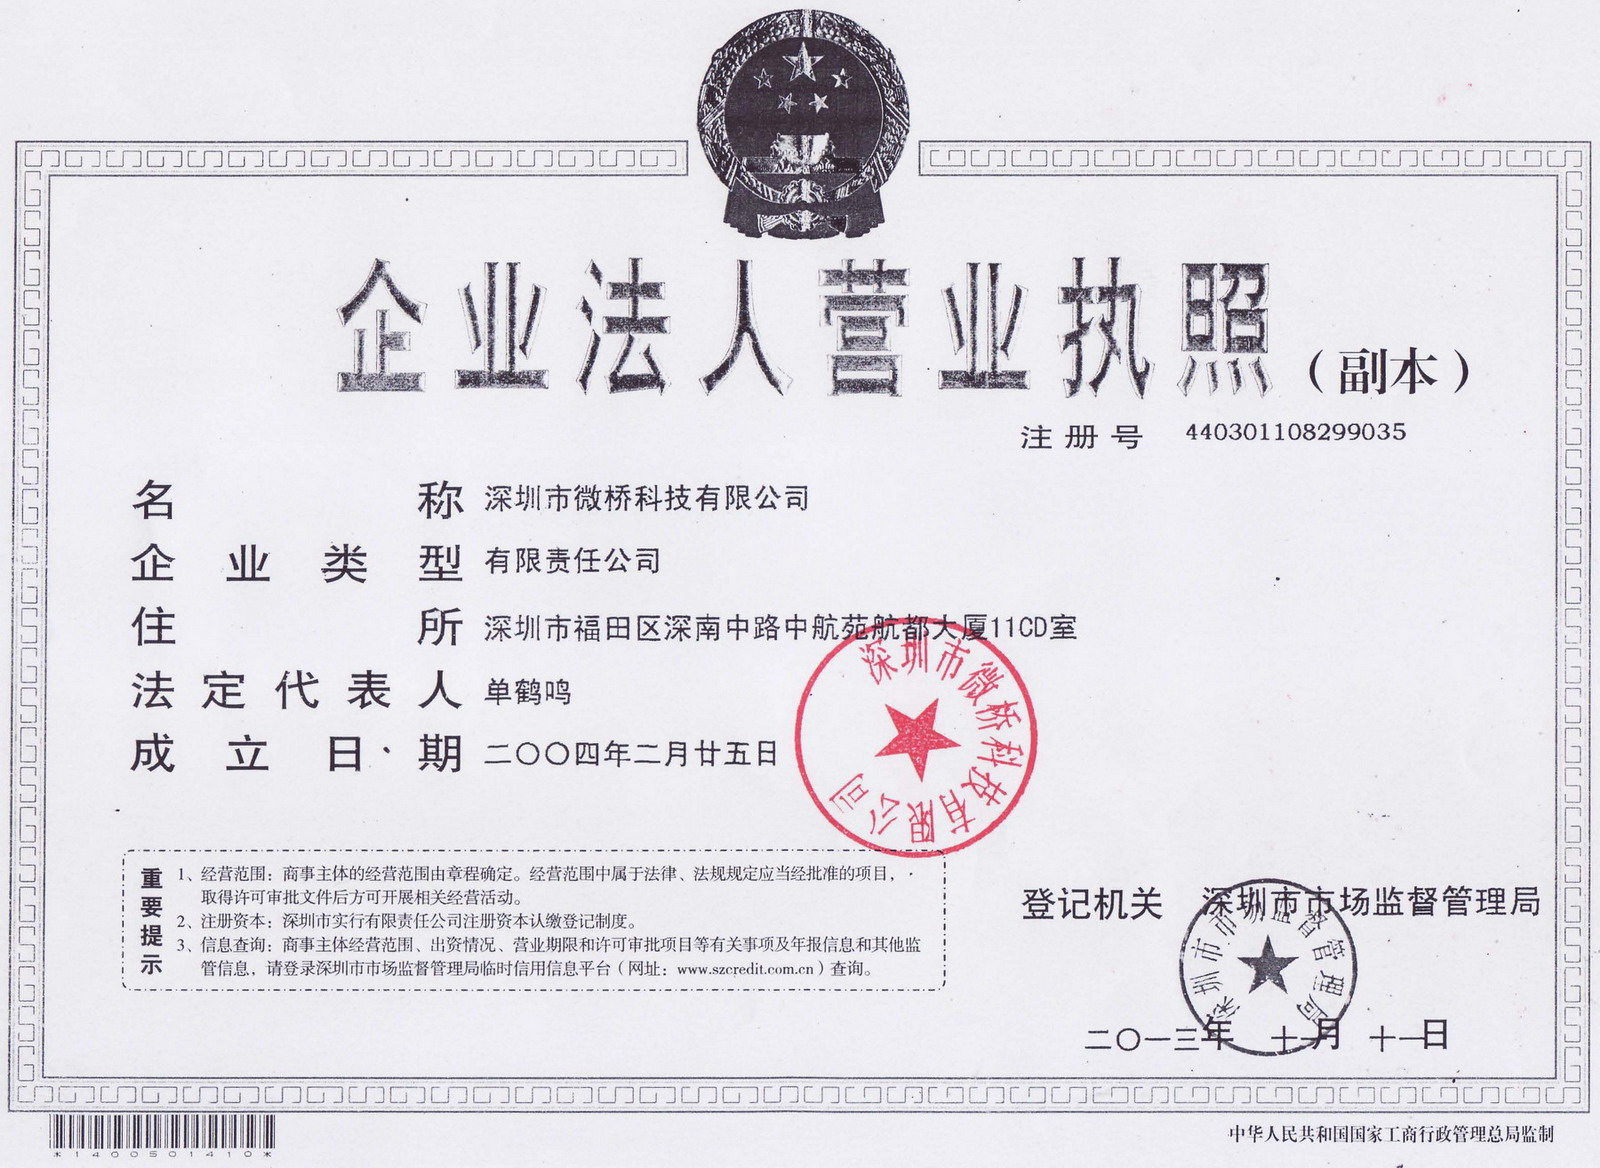 企业法人营业执照（副本）
注册号 440301108299035
名称 深圳市微桥科技有限公司
企业类型 有限责任公司
住所 深圳市福田区深南中路中航苑航都大厦11CD室
法定代表人 单鹤鸣
成立日期 二〇〇四年二月廿五日
深圳市微桥科技有限公司
重要提示
1、经营范围：商事主体的经营范围由章程确定。经营范围中属于法律、法规规定应当经批准的项目，
取得许可审批文件后方可开展相关经营活动。
2、注册资本：深圳市实行有限责任公司注册资本认缴登记制度。
3、信息查询：商事主体经营范围、出资情况、营业期限和许可审批项目等有关事项及年报信息和其他监
管信息，请登录深圳市市场监督管理局临时信用信息平台（网址：www.szcredit.com.cn）查询。
登记机关 深圳市市场监督管理局
深圳市市场监督管理局
二〇一三年 十一月 十一日
*1400501410*
中华人民共和国国家工商行政管理总局监制